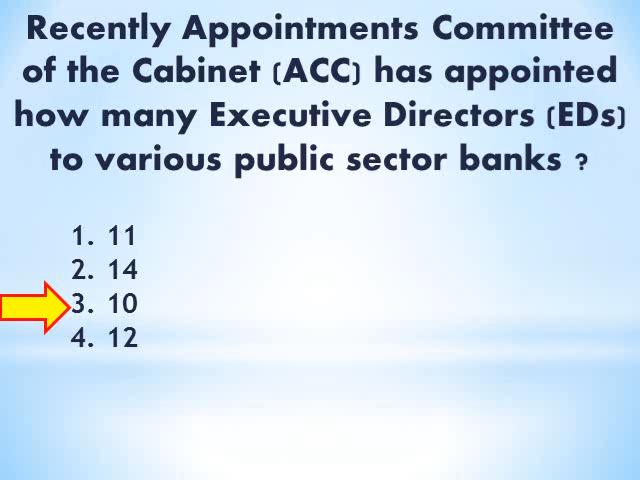 Recently Appointments Committee
of the Cabinet (ACC) has appointed
how many Executive Directors (EDs)
to various public sector banks ?
1. 11
2. 14
3. 10
4. 12